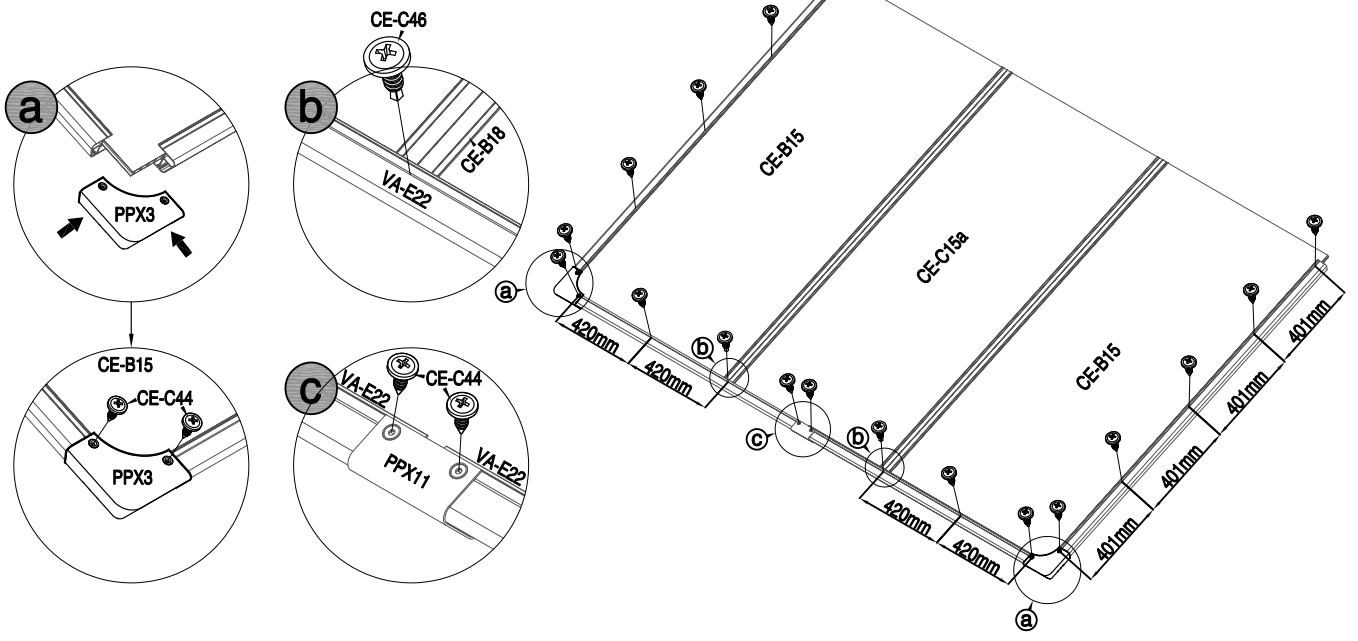 a
PPX3
CE-B15
CE-C44
PPX3
CE-C46
b
CE-B18
VA-E22
c
VA-E22
CE-C44
PPX11
VA-E22
CE-B15
CE-C15a
CE-B15
a
420mm
420mm
b
c
b
420mm
420mm
a
401mm
401mm
401mm
401mm